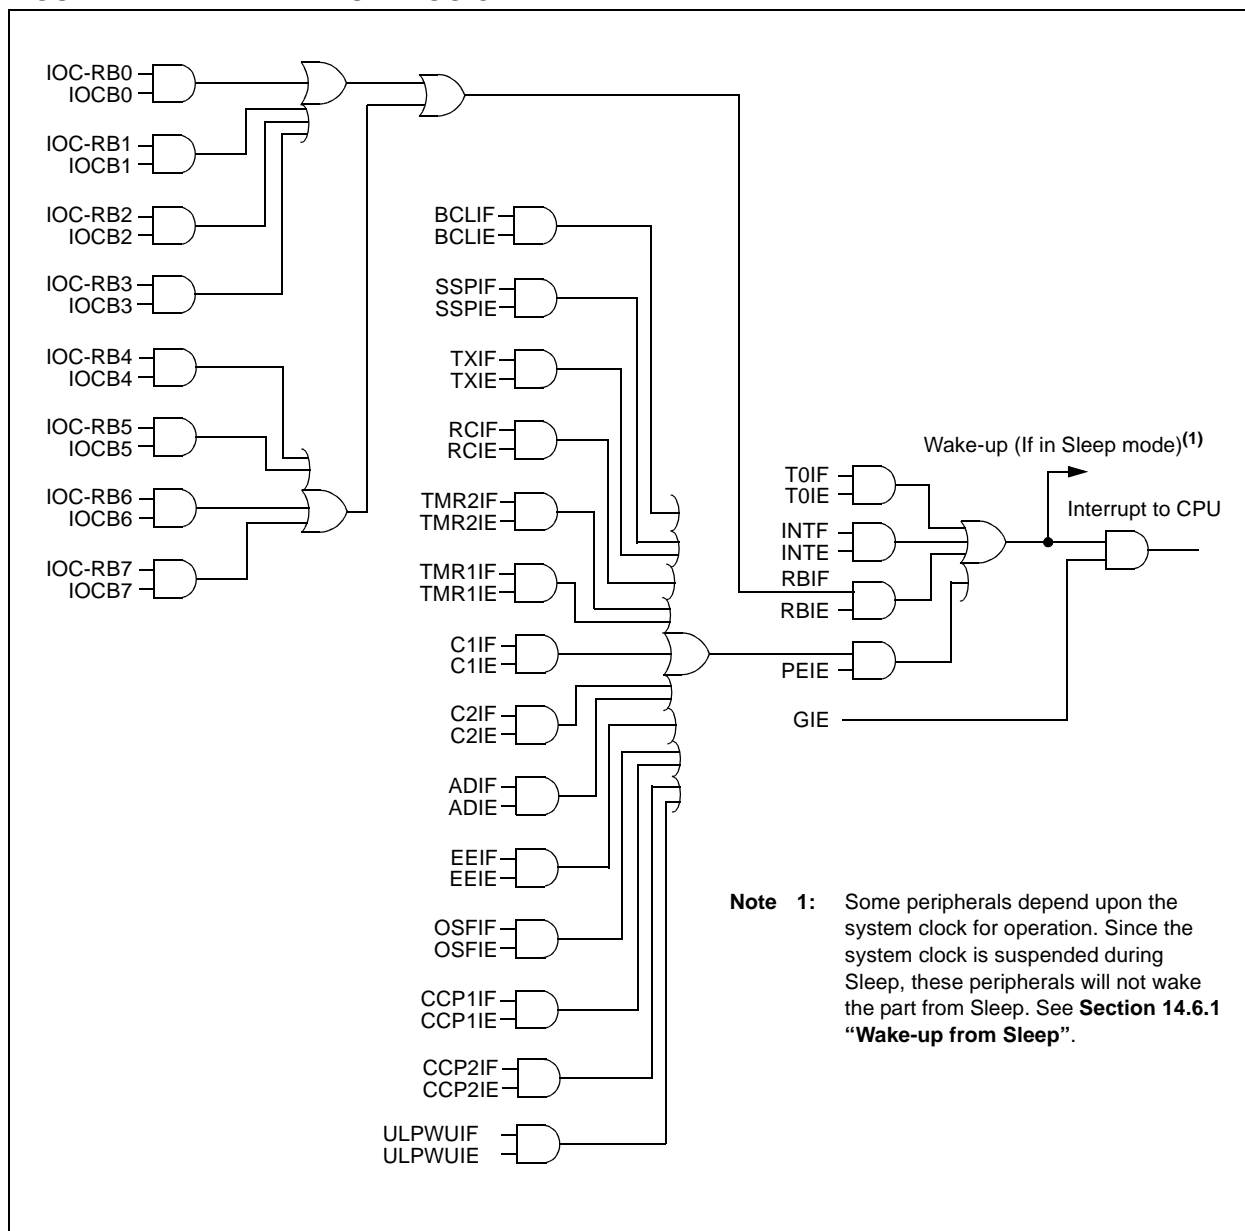 IOC-RB0
IOCB0
IOC-RB1
IOCB1
IOC-RB2
IOCB2
IOC-RB3
IOCB3
IOC-RB4
IOCB4
IOC-RB5
IOCB5
IOC-RB6
IOCB6
IOC-RB7
IOCB7
BCLIF
BCLIE
SSPIF
SSPIE
TXIF
TXIE
RCIF
RCIE
TMR2IF
TMR2IE
TMR1IF
TMR1IE
C1IF
C1IE
C2IF
C2IE
ADIF
ADIE
EEIF
EEIE
OSFIF
OSFIE
CCP1IF
CCP1IE
CCP2IF
CCP2IE
ULPWUIF
ULPWUIE
Wake-up (If in Sleep mode)(1)
T0IF
T0IE
Interrupt to CPU
INTF
INTE
RBIF
RBIE
PEIE
GIE
Note 1: Some peripherals depend upon the
system clock for operation. Since the
system clock is suspended during
Sleep, these peripherals will not wake
the part from Sleep. See Section 14.6.1
“Wake-up from Sleep”.